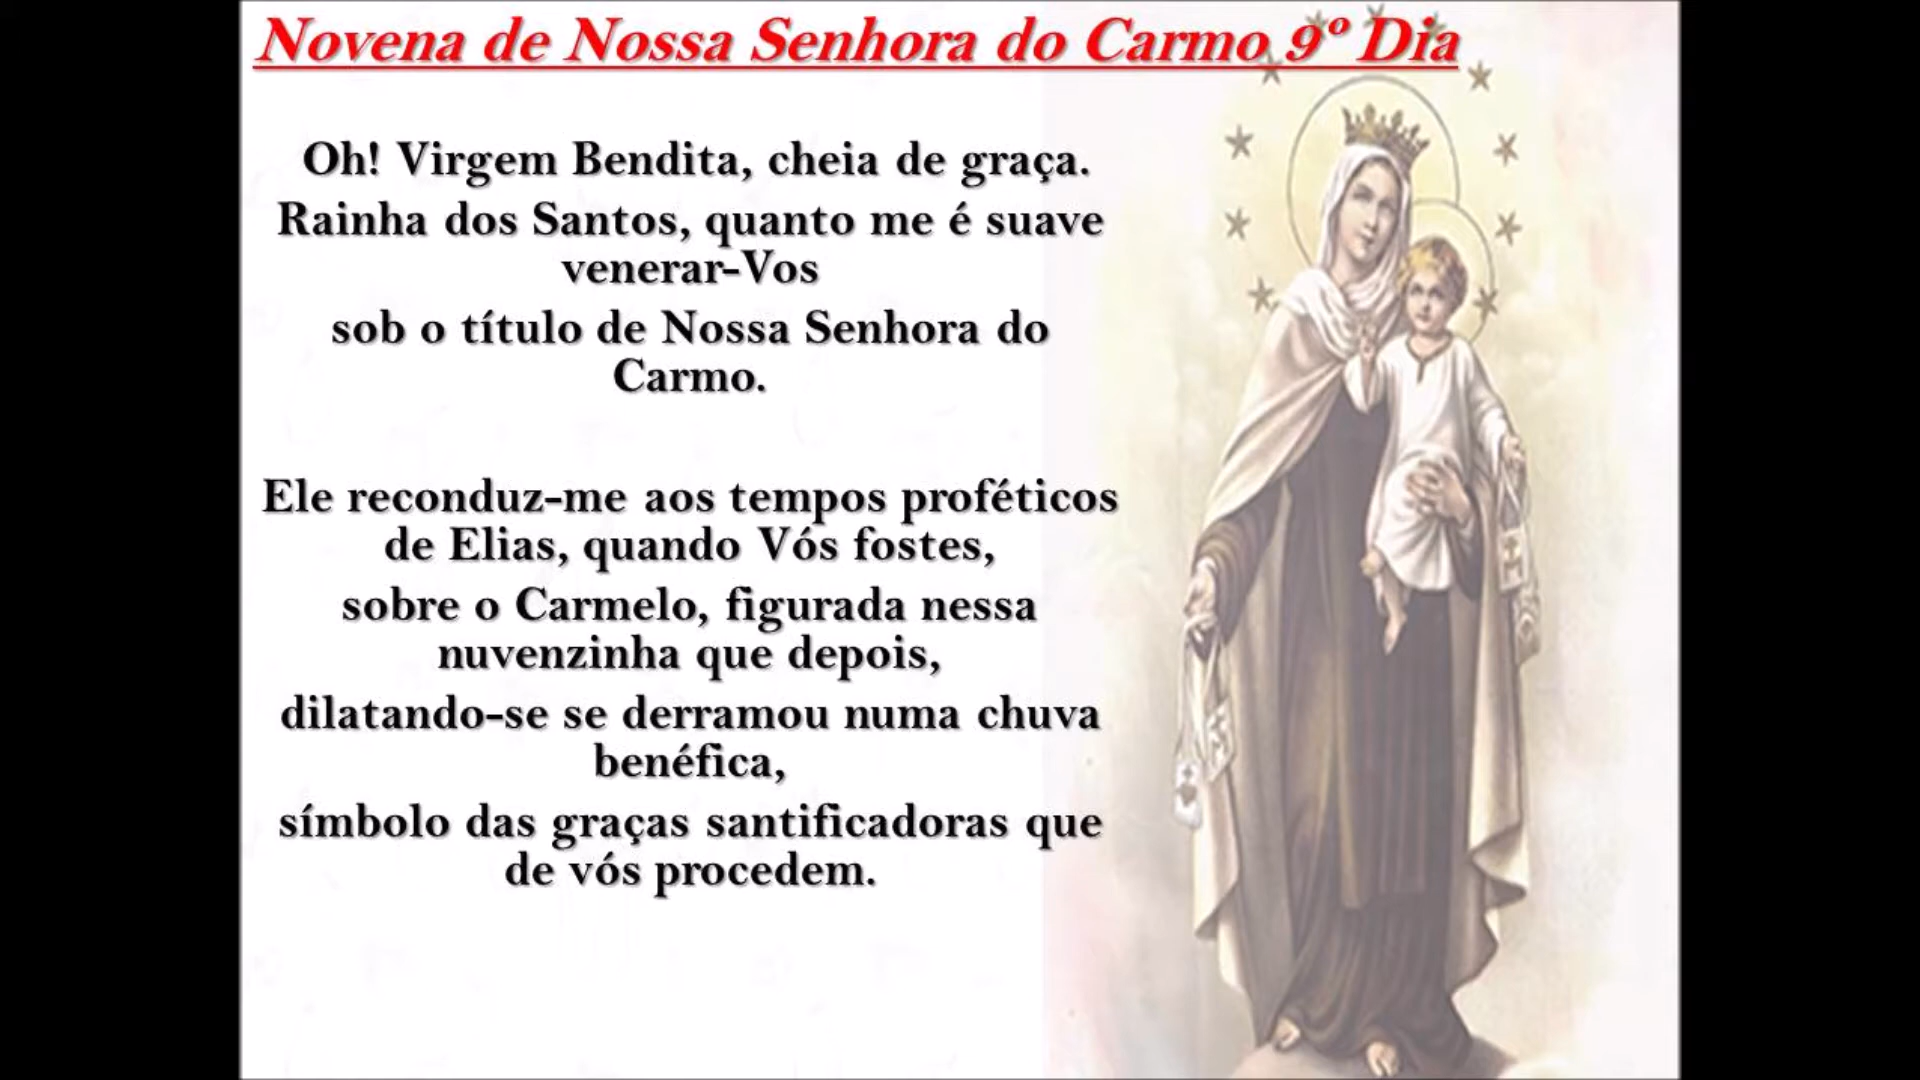 Novena de Nossa Senhora do Carmo 9º Dia
Oh! Virgem Bendita, cheia de graça.
Rainha dos Santos, quanto me é suave
venerar-Vos
sob o título de Nossa Senhora do
Carmo.
Ele reconduz-me aos tempos proféticos
de Elias, quando Vós fostes,
sobre o Carmelo, figurada nessa
nuvenzinha que depois,
dilatando-se se derramou numa chuva
benéfica,
símbolo das graças santificadoras que
de vós procedem.